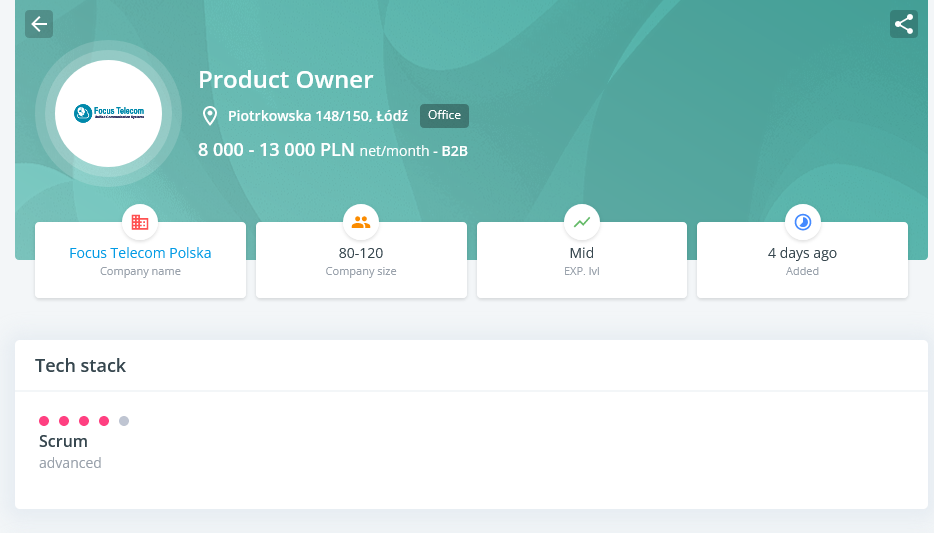 Product Owner
Focus Telecom
Piotrkowska 148/150, Łódź Office
8 000 - 13 000 PLN net/month - B2B
Focus Telecom Polska
Company name
80-120
Company size
Mid
EXP. lvl
4 days ago
Added
Tech stack
Scrum
advanced